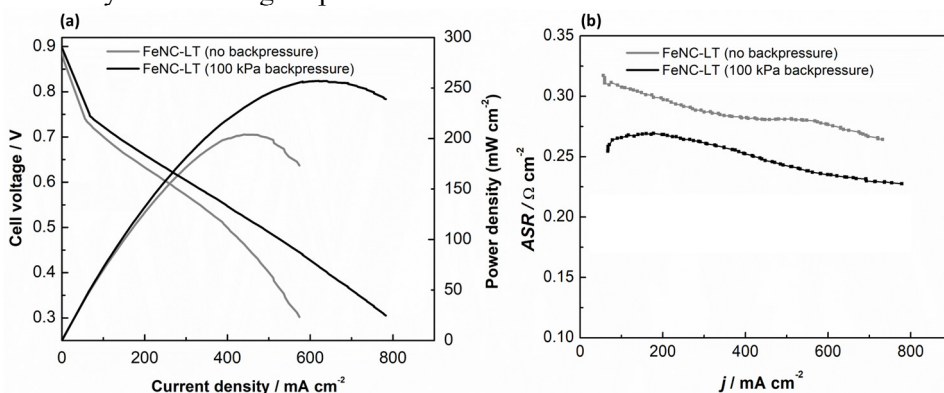 (a)
FeNC-LT (no backpressure)
FeNC-LT (100 kPa backpressure)
0.9
0.8
0.7
0.6
0.5
0.4
0.3
Cell voltage / V
300
250
200
150
100
50
0
Power density (mW cm-2)
0
200
400
600
800
Current density / mA cm-2
(b)
FeNC-LT (no backpressure)
FeNC-LT (100 kPa backpressure)
0.35
0.30
0.25
0.20
0.15
0.10
ASR / Ω cm-2
0
200
400
600
800
j / mA cm-2